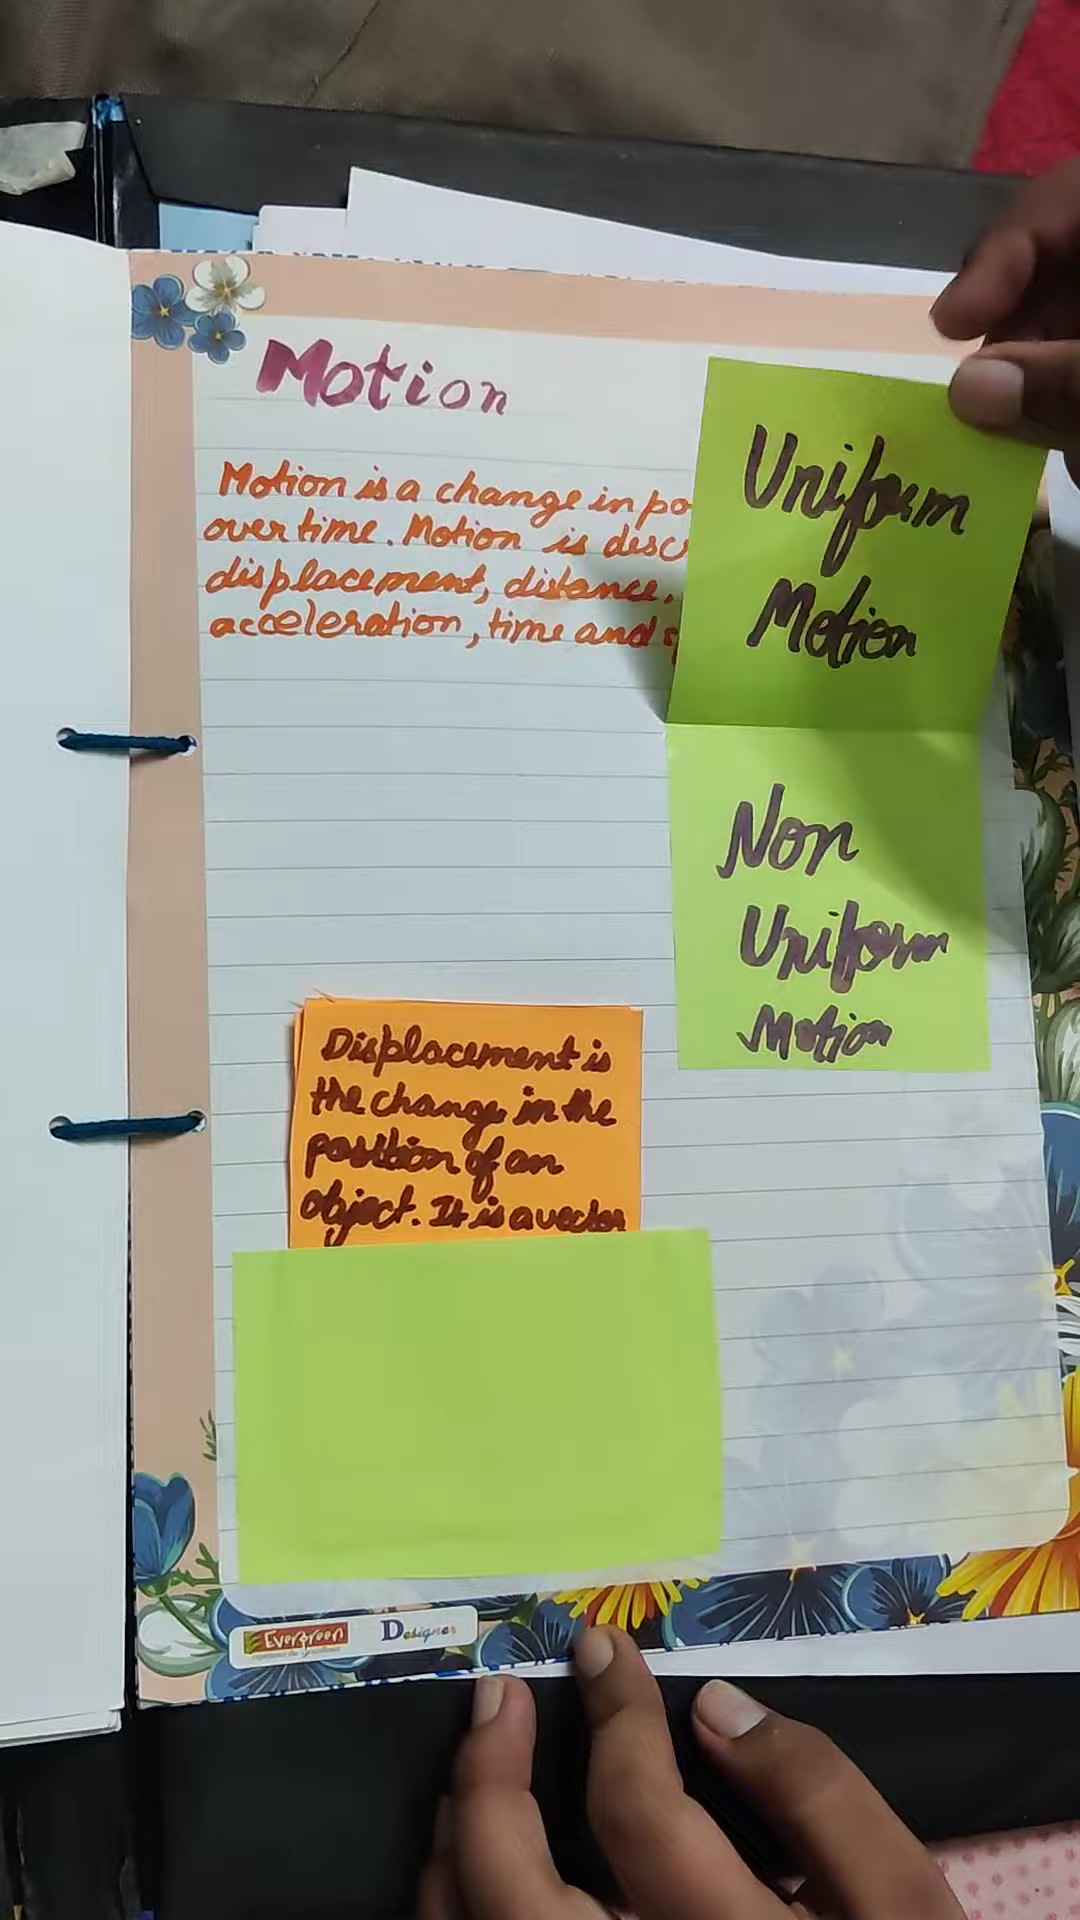 Motion
Motion is a change in po
over time. Motion is desc
displacement, distance,
acceleration, time and s
Uniform
Motion
Non
Uniform
Motion
Displacement is
the change in the
position of an
object. It is a vector
Evergreen
Designer